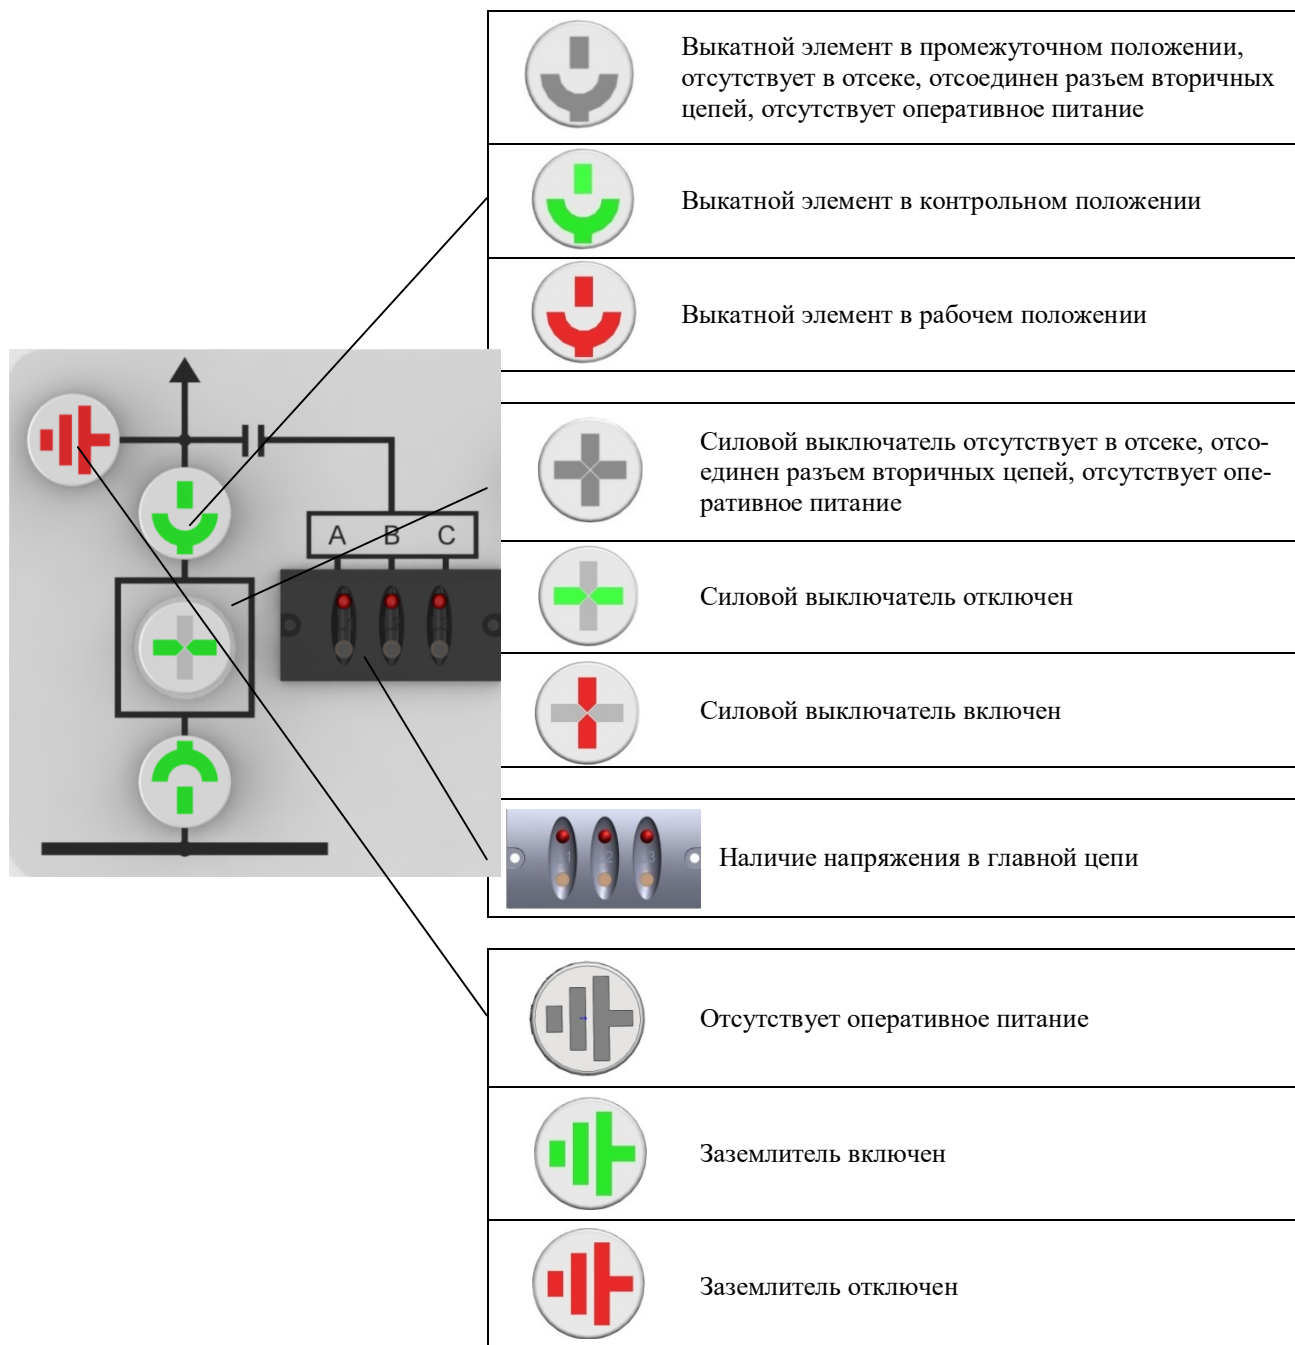 Выкатной элемент в промежуточном положении,
отсутствует в отсеке, отсоединен разъем вторичных
цепей, отсутствует оперативное питание
Выкатной элемент в контрольном положении
Выкатной элемент в рабочем положении
A B C
Силовой выключатель отсутствует в отсеке, отсо-
единен разъем вторичных цепей, отсутствует опе-
ративное питание
Силовой выключатель отключен
Силовой выключатель включен
Наличие напряжения в главной цепи
Отсутствует оперативное питание
Заземлитель включен
Заземлитель отключен